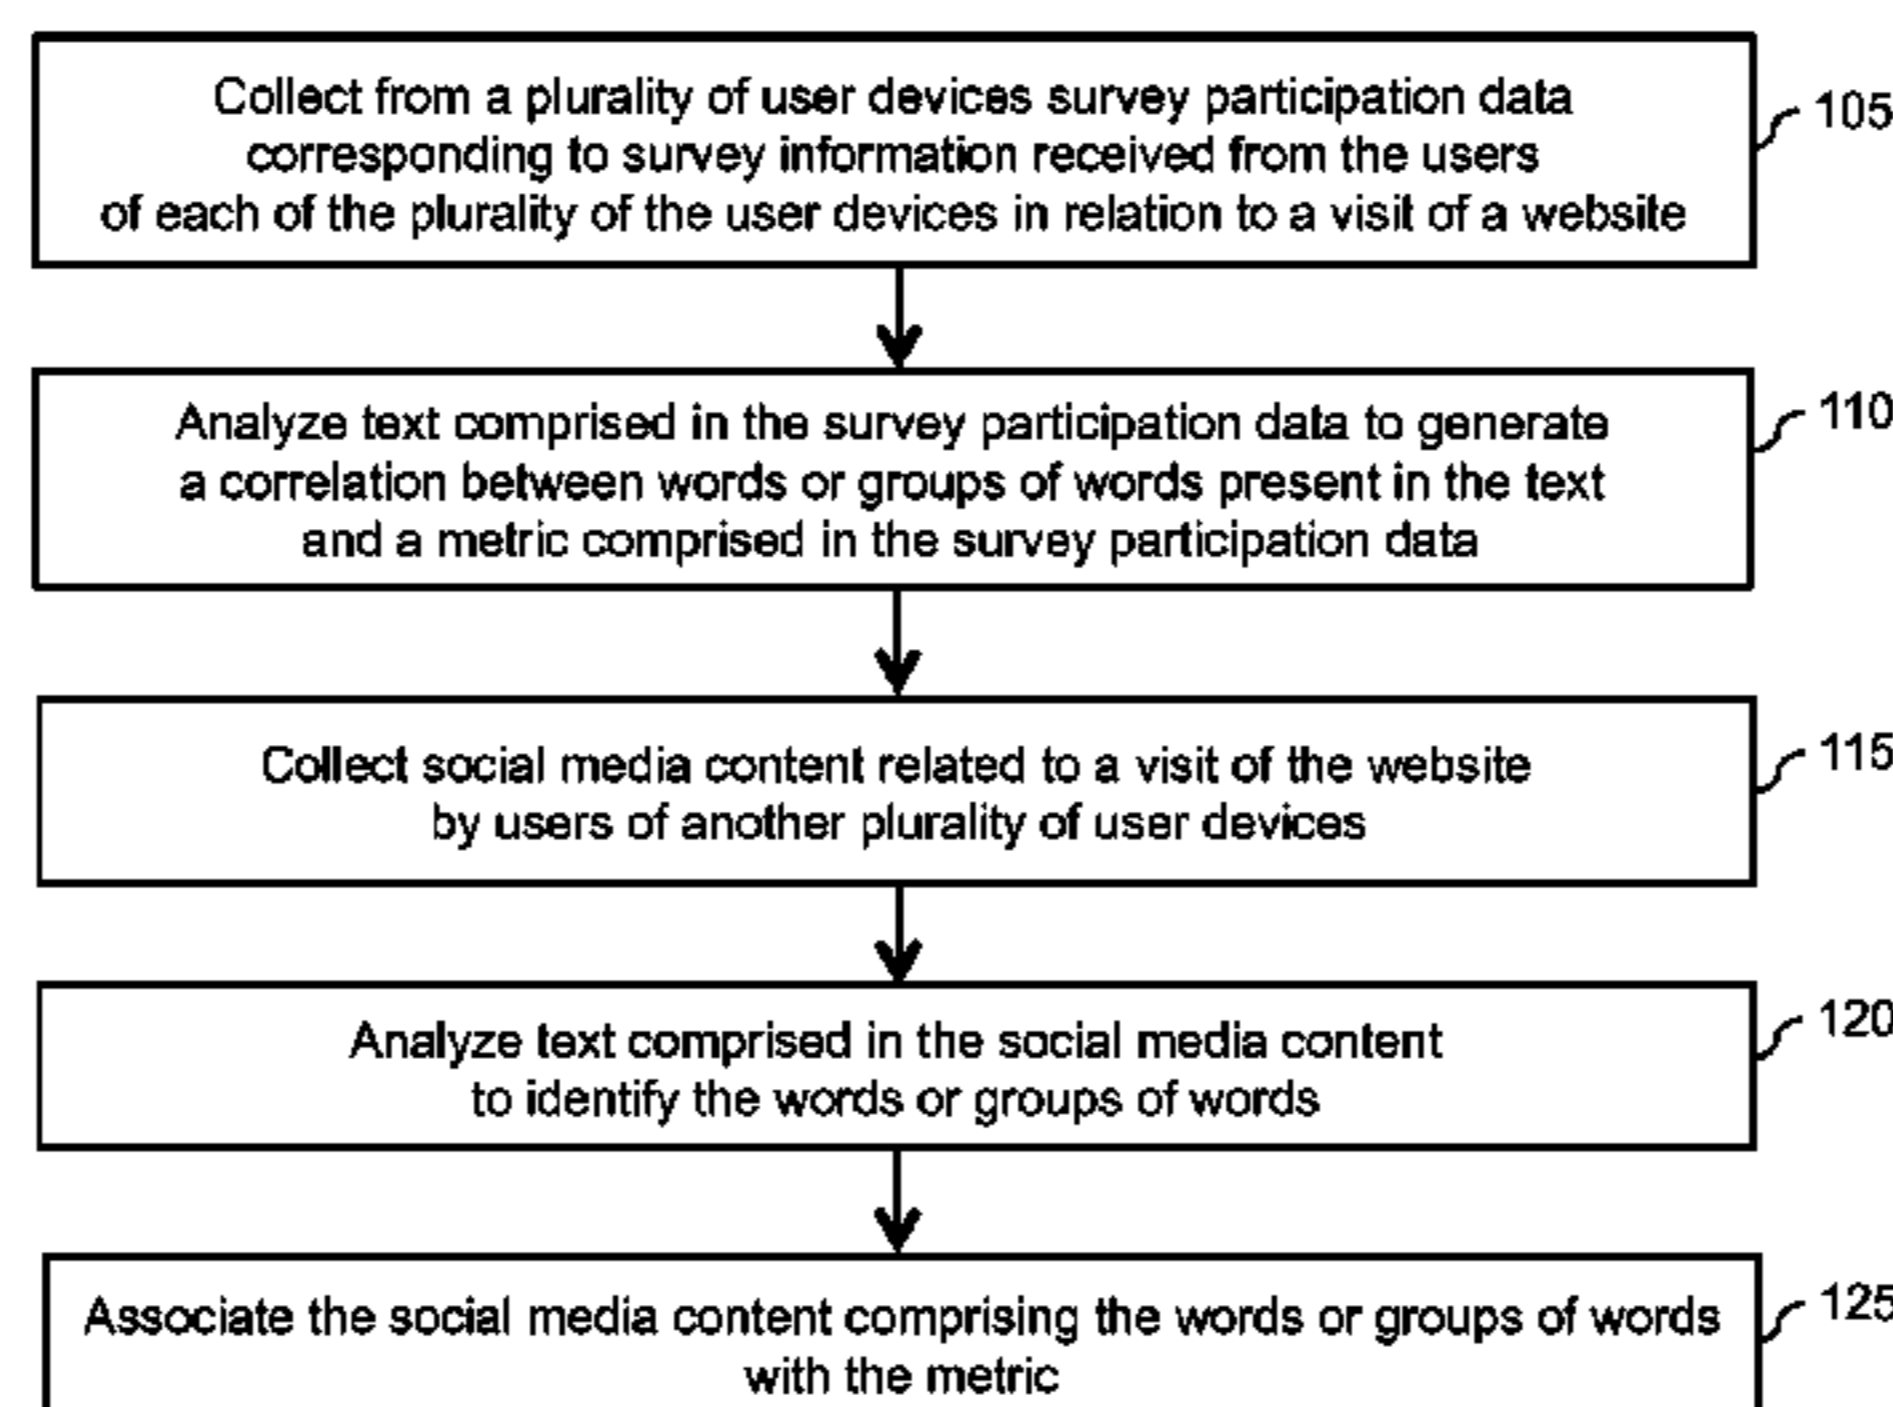 Collect from a plurality of user devices survey participation data
corresponding to survey information received from the users
of each of the plurality of the user devices in relation to a visit of a website
105
Analyze text comprised in the survey participation data to generate
a correlation between words or groups of words present in the text
and a metric comprised in the survey participation data
110
Collect social media content related to a visit of the website
by users of another plurality of user devices
115
Analyze text comprised in the social media content
to identify the words or groups of words
120
Associate the social media content comprising the words or groups of words
with the metric
125